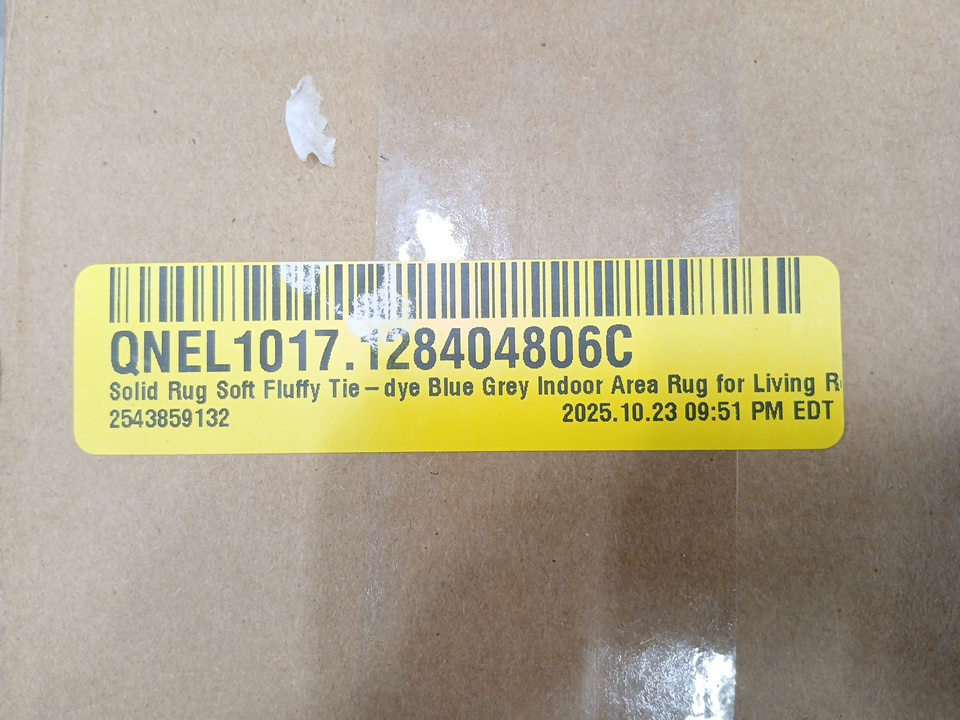 QNEL1017.128404806C
Solid Rug Soft Fluffy Tie-dye Blue Grey Indoor Area Rug for Living
2543859132 2025.10.23 09:51 PM EDT